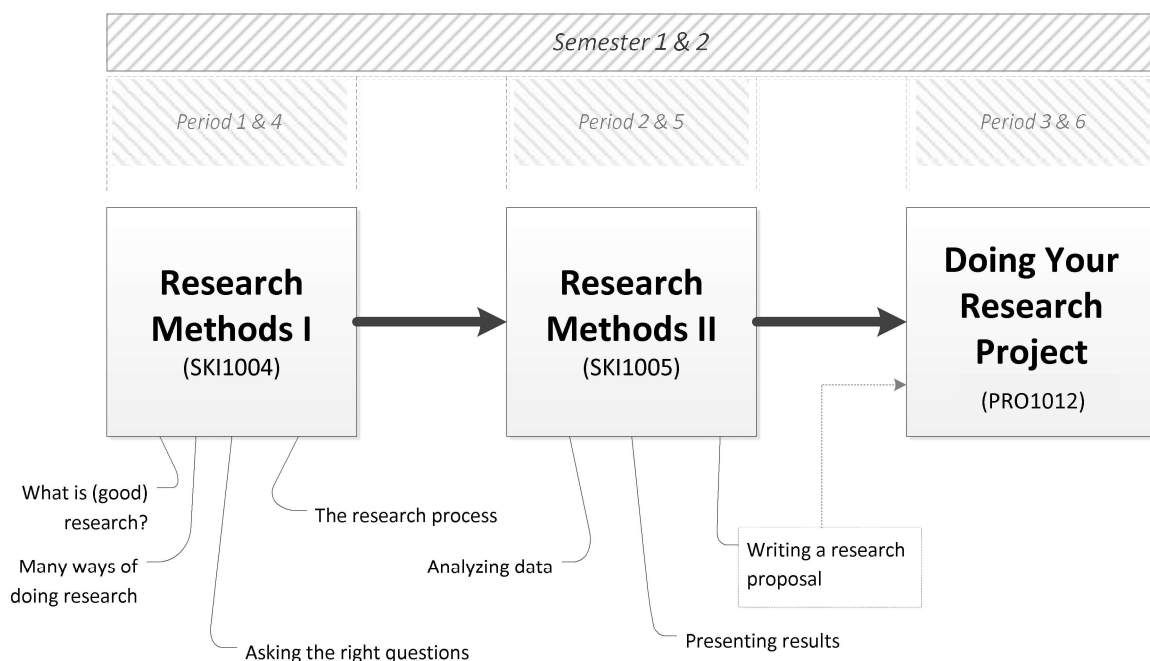 Semester 1 & 2
Period 1 & 4
Period 2 & 5
Period 3 & 6
Research
Methods I
(SKI1004)
Research
Methods II
(SKI1005)
Doing Your
Research
Project
(PRO1012)
What is (good)
research?
Many ways of
doing research
Asking the right questions
The research process
Analyzing data
Presenting results
Writing a research
proposal